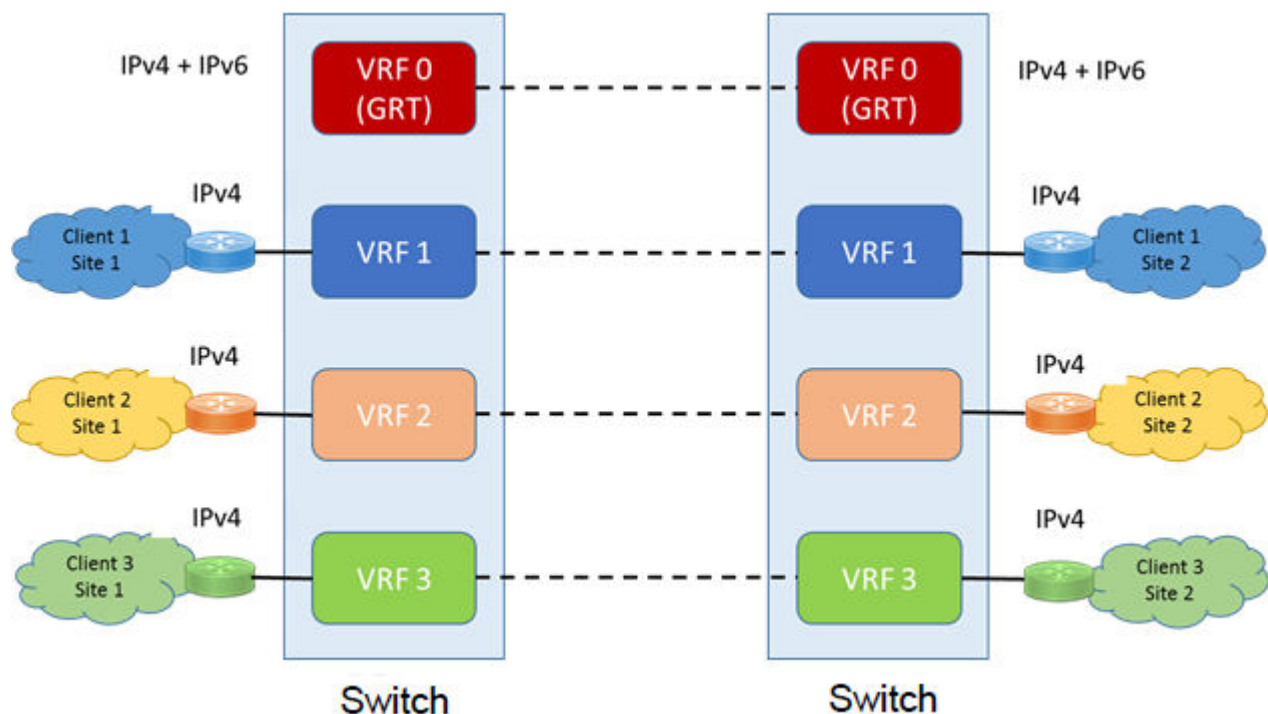 IPv4 + IPv6
VRF 0
(GRT)
VRF 0
(GRT)
IPv4 + IPv6
IPv4
Client 1
Site 1
VRF 1
VRF 1
IPv4
Client 1
Site 2
IPv4
Client 2
Site 1
VRF 2
VRF 2
IPv4
Client 2
Site 2
IPv4
Client 3
Site 1
VRF 3
VRF 3
IPv4
Client 3
Site 2
Switch
Switch